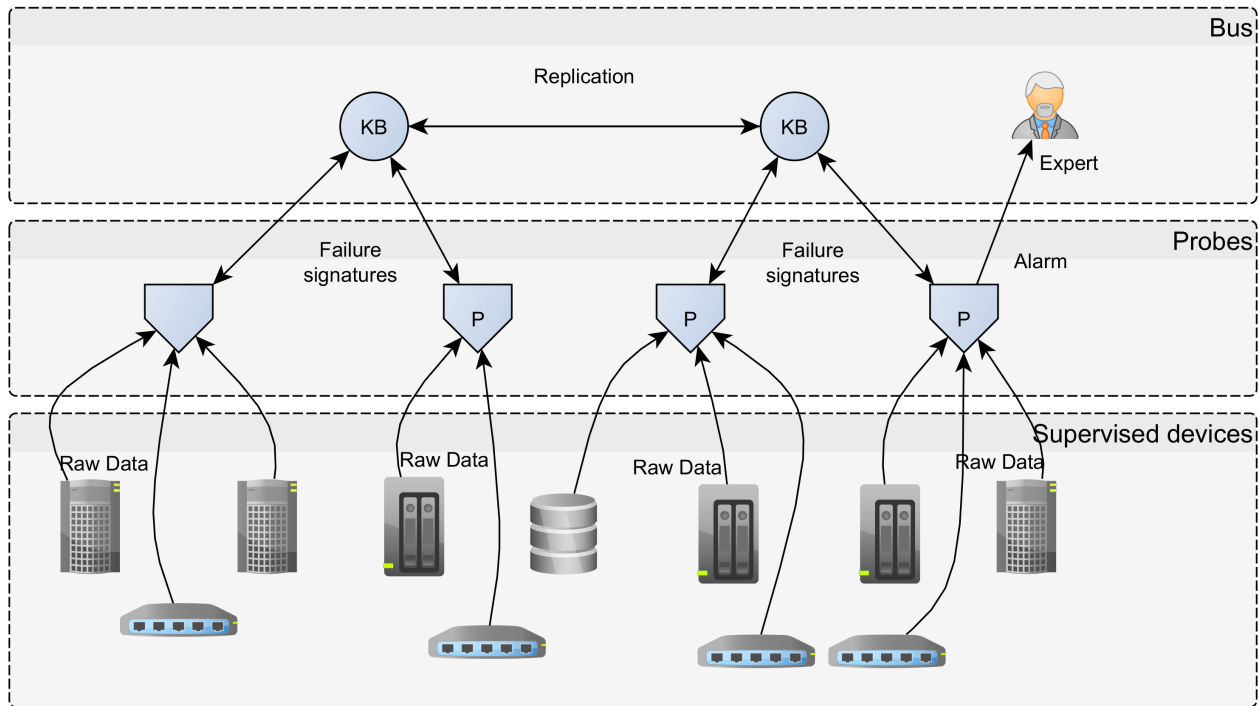 Bus
Replication
KB
KB
Expert
Probes
Failure
signatures
Failure
signatures
Alarm
P
P
P
Supervised devices
Raw Data
Raw Data
Raw Data
Raw Data